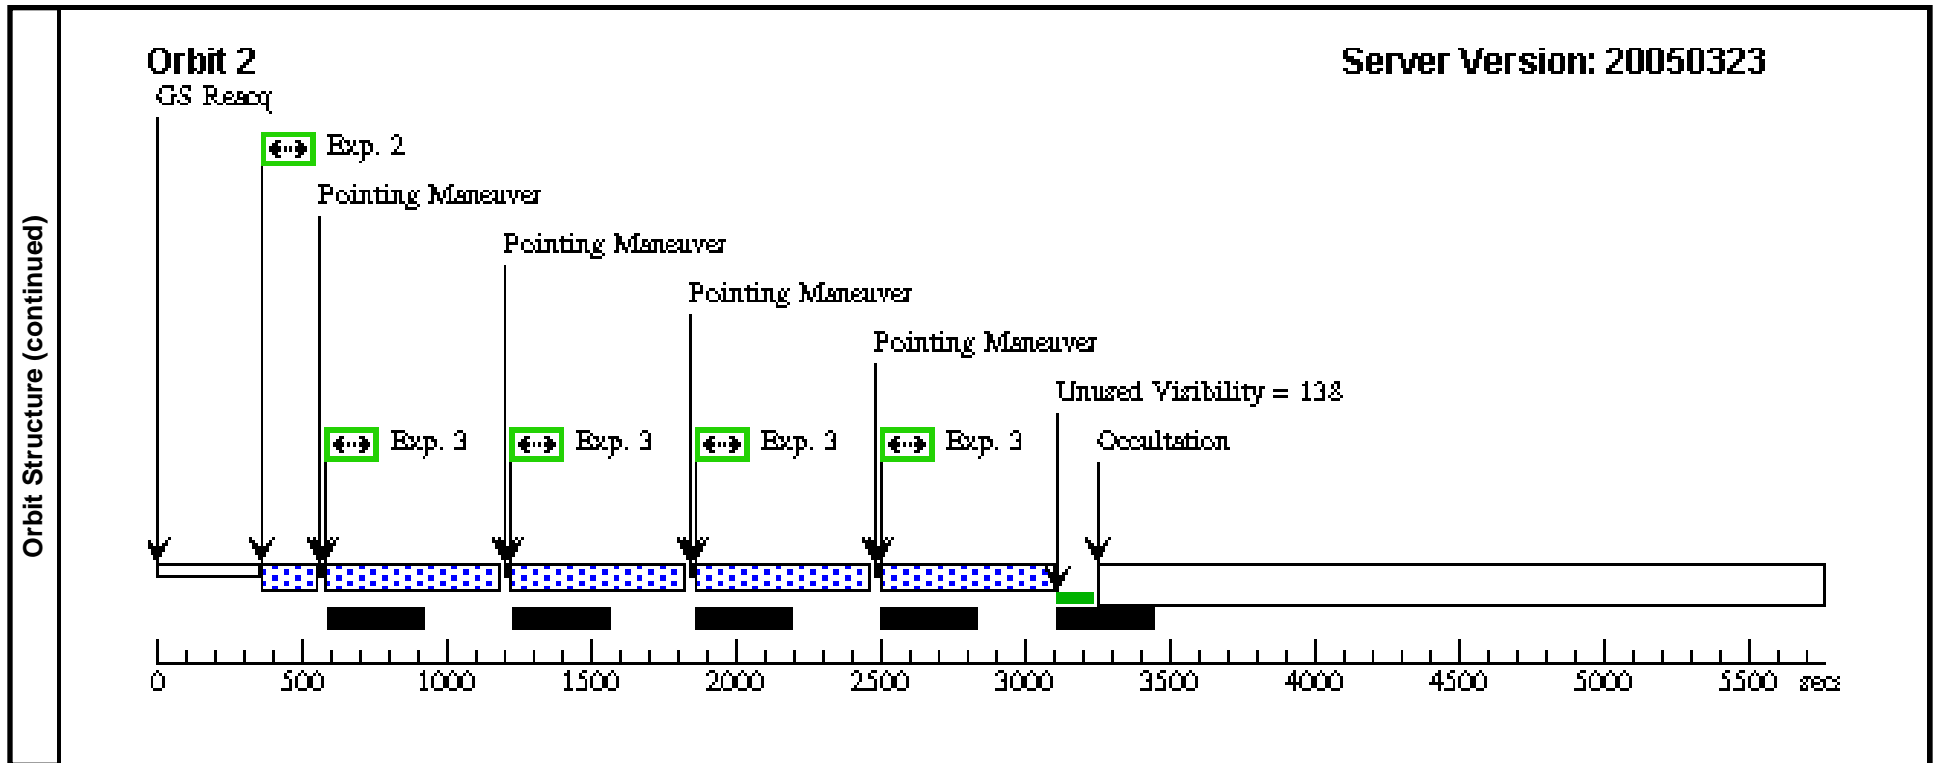 Orbit Structure (continued)
Orbit 2
Server Version: 20050323
GS Reacq
Exp. 2
Pointing Maneuver
Pointing Maneuver
Pointing Maneuver
Pointing Maneuver
Unused Visibility = 138
Exp. 3
Exp. 3
Exp. 3
Exp. 3
Occultation
0 500 1000 1500 2000 2500 3000 3500 4000 4500 5000 5500 secs